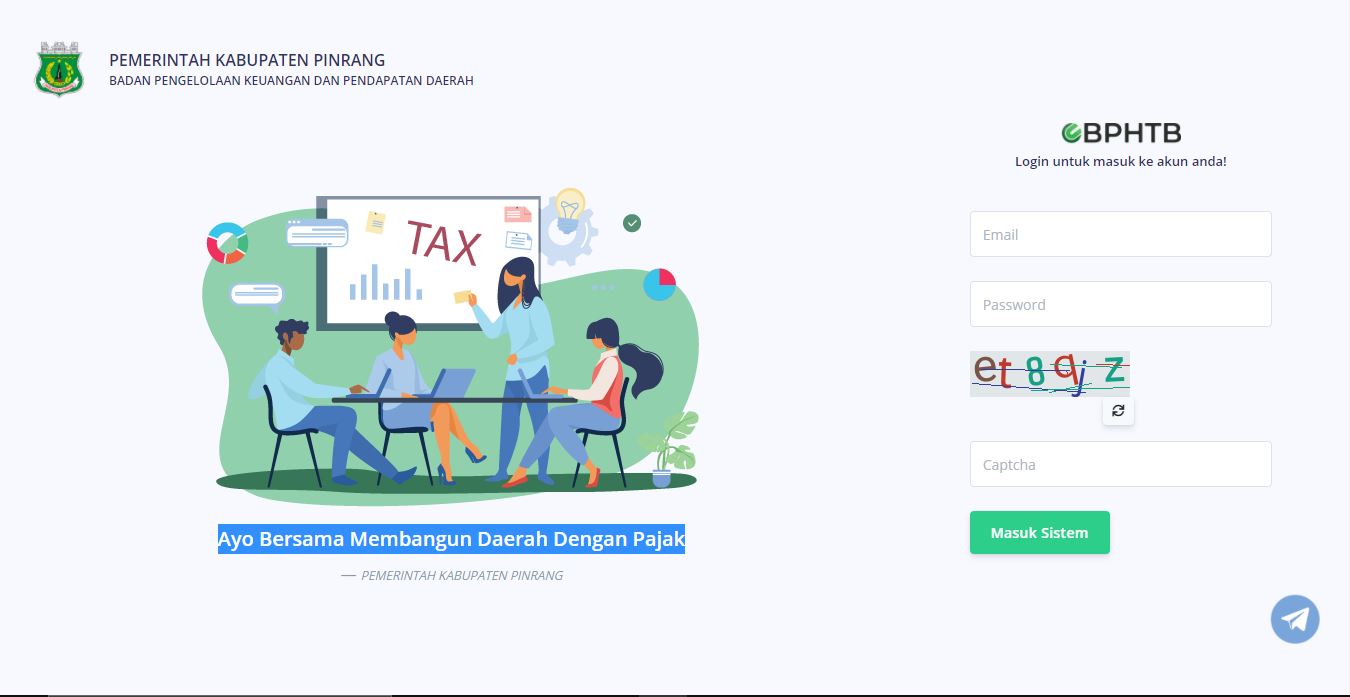 PEMERINTAH KABUPATEN PINRANG
BADAN PENGELOLAAN KEUANGAN DAN PENDAPATAN DAERAH
eBPHTB
Login untuk masuk ke akun anda!
TAX
Email
Password
et8qjz
Captcha
Ayo Bersama Membangun Daerah Dengan Pajak
Masuk Sistem
— PEMERINTAH KABUPATEN PINRANG